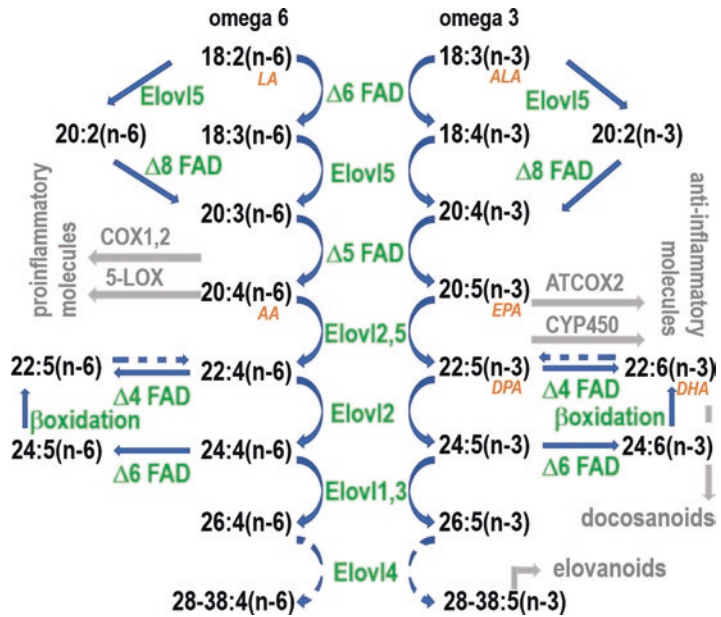 omega 6 omega 3
18:2(n-6) 18:3(n-3)
LA ALA
Elovl5 Δ6 FAD Elovl5
20:2(n-6) 18:3(n-6) 18:4(n-3) 20:2(n-3)
Δ8 FAD Elovl5 Δ8 FAD
20:3(n-6) 20:4(n-3)
proinflammatory
molecules
anti-inflammatory
molecules
COX1,2 Δ5 FAD
5-LOX ATCOX2
20:4(n-6) 20:5(n-3)
AA EPA
Elovl2,5 CYP450
22:5(n-6) 22:4(n-6) 22:5(n-3) 22:6(n-3)
DPA DHA
Δ4 FAD Δ4 FAD
βoxidation Elovl2 βoxidation
24:5(n-6) 24:4(n-6) 24:5(n-3) 24:6(n-3)
Δ6 FAD Δ6 FAD
Elovl1,3
26:4(n-6) 26:5(n-3) docosanoids
Elovl4 elovanoids
28-38:4(n-6) 28-38:5(n-3)